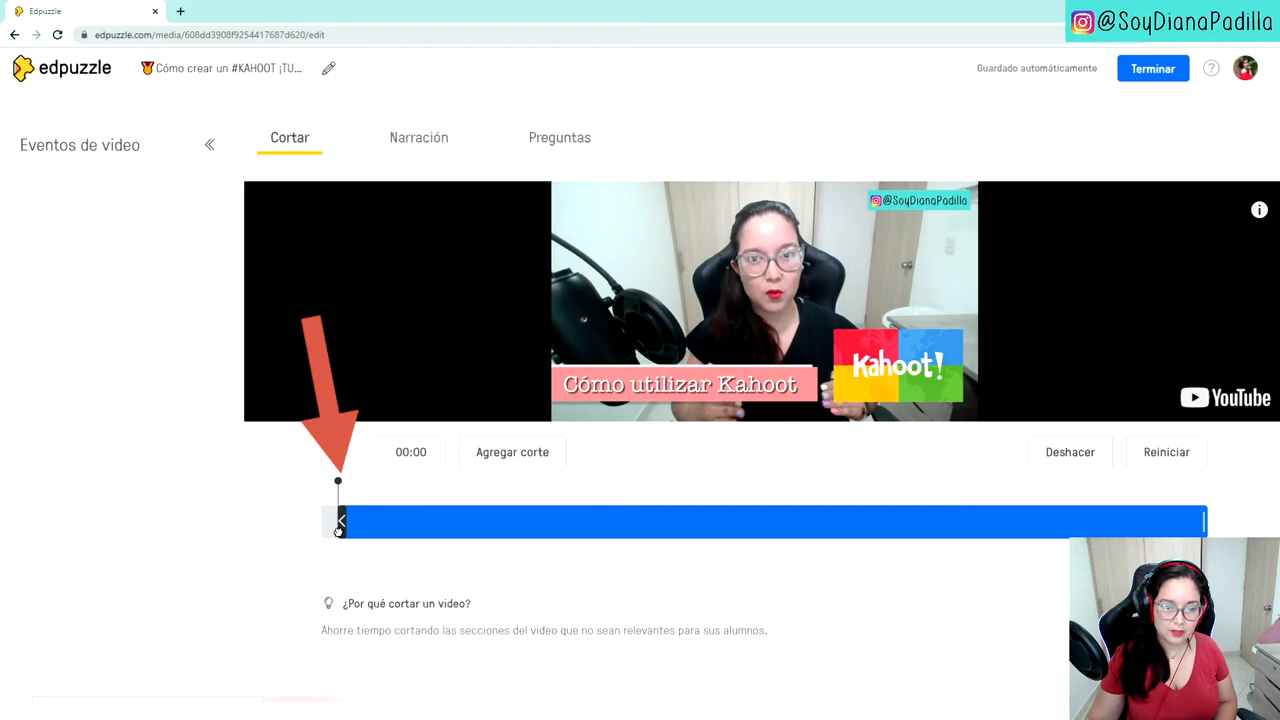 Edpuzzle
@SoyDianaPadilla
edpuzzle.com/media/608dd3908f9254417687d620/edit
edpuzzle
Cómo crear un #KAHOOT ¡TU...
Guardado automáticamente
Terminar
?
Eventos de video
Cortar
Narración
Preguntas
@SoyDianaPadilla
Kahoot!
Cómo utilizar Kahoot
YouTube
00:00
Agregar corte
Deshacer
Reiniciar
¿Por qué cortar un video?
Ahorre tiempo cortando las secciones del video que no sean relevantes para sus alumnos.